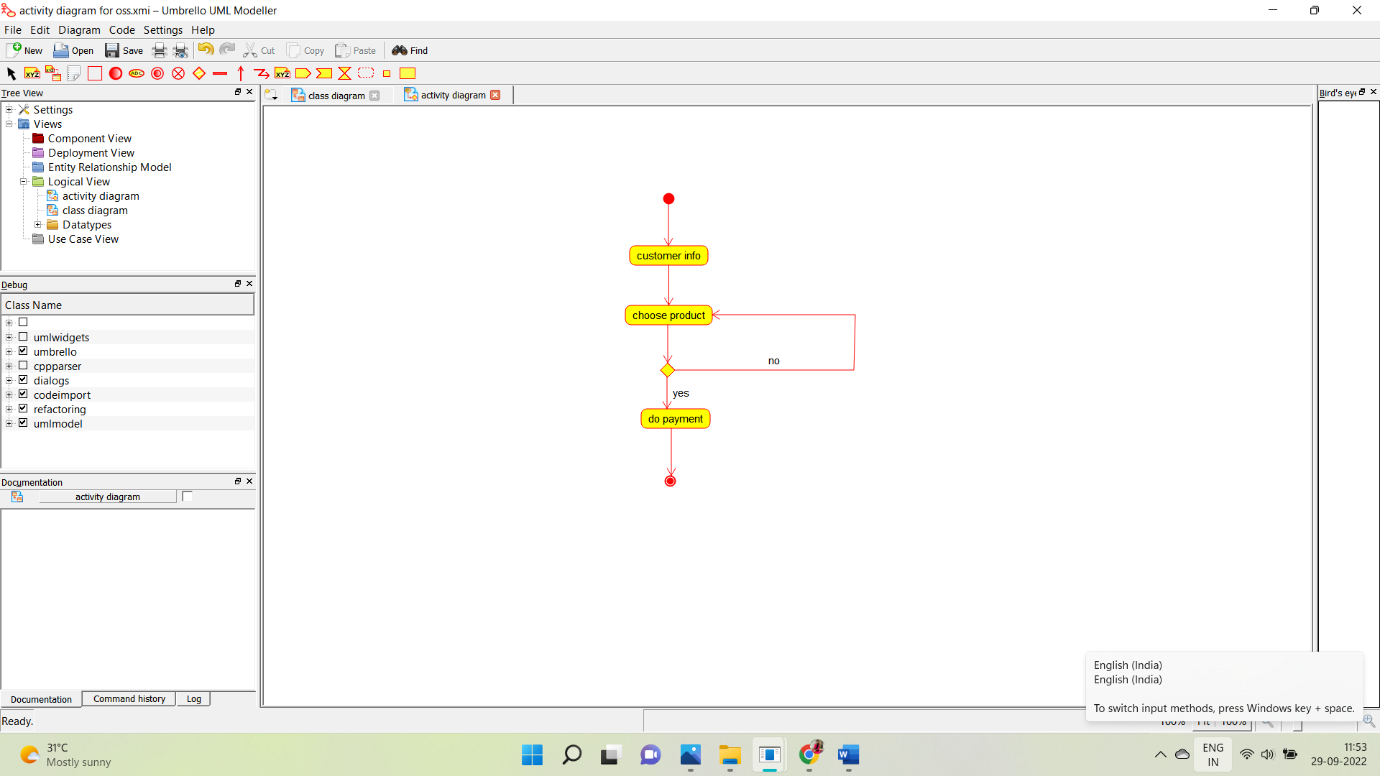 activity diagram for oss.xmi – Umbrello UML Modeller
File Edit Diagram Code Settings Help
New Open Save Cut Copy Paste Find
Tree View
class diagram
activity diagram
Bird's eye
Settings
Views
Component View
Deployment View
Entity Relationship Model
Logical View
activity diagram
class diagram
Datatypes
Use Case View
Debug
Class Name
umlwidgets
umbrello
cppparser
dialogs
codeimport
refactoring
umlmodel
Documentation
activity diagram
Documentation Command history Log
Ready.
customer info
choose product
no
yes
do payment
English (India)
English (India)
To switch input methods, press Windows key + space.
100% Fit 100%
31°C
Mostly sunny
ENG
IN
11:53
29-09-2022